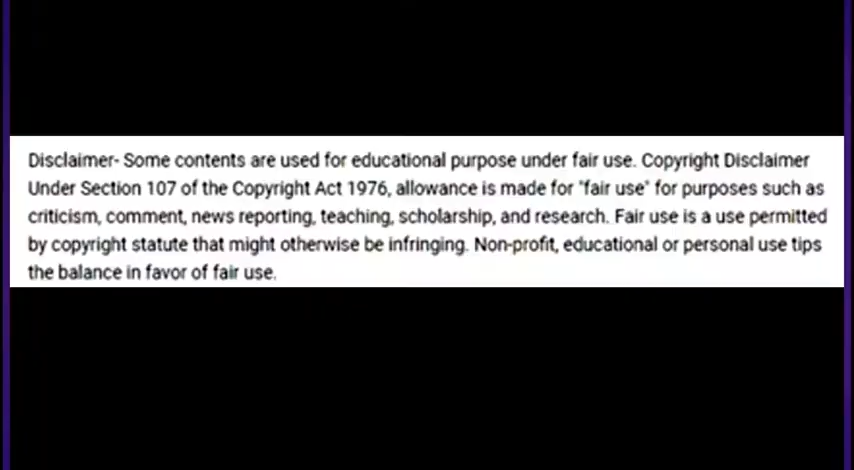 Disclaimer- Some contents are used for educational purpose under fair use. Copyright Disclaimer
Under Section 107 of the Copyright Act 1976, allowance is made for "fair use" for purposes such as
criticism, comment, news reporting, teaching, scholarship, and research. Fair use is a use permitted
by copyright statute that might otherwise be infringing. Non-profit, educational or personal use tips
the balance in favor of fair use.